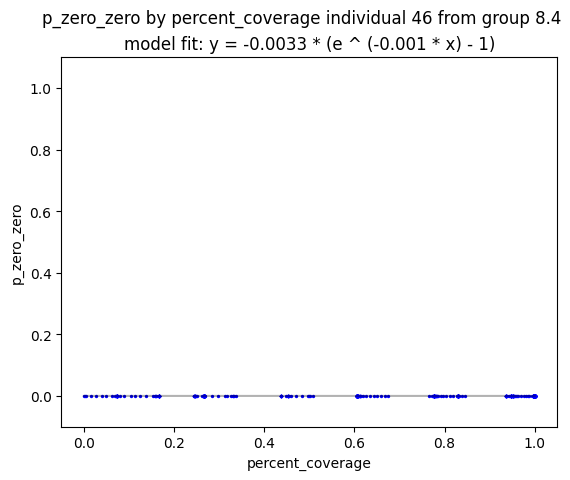 p_zero_zero by percent_coverage individual 46 from group 8.4
model fit: y = -0.0033 * (e ^ (-0.001 * x) - 1)
1.0
0.8
0.6
0.4
0.2
0.0
p_zero_zero
0.0 0.2 0.4 0.6 0.8 1.0
percent_coverage